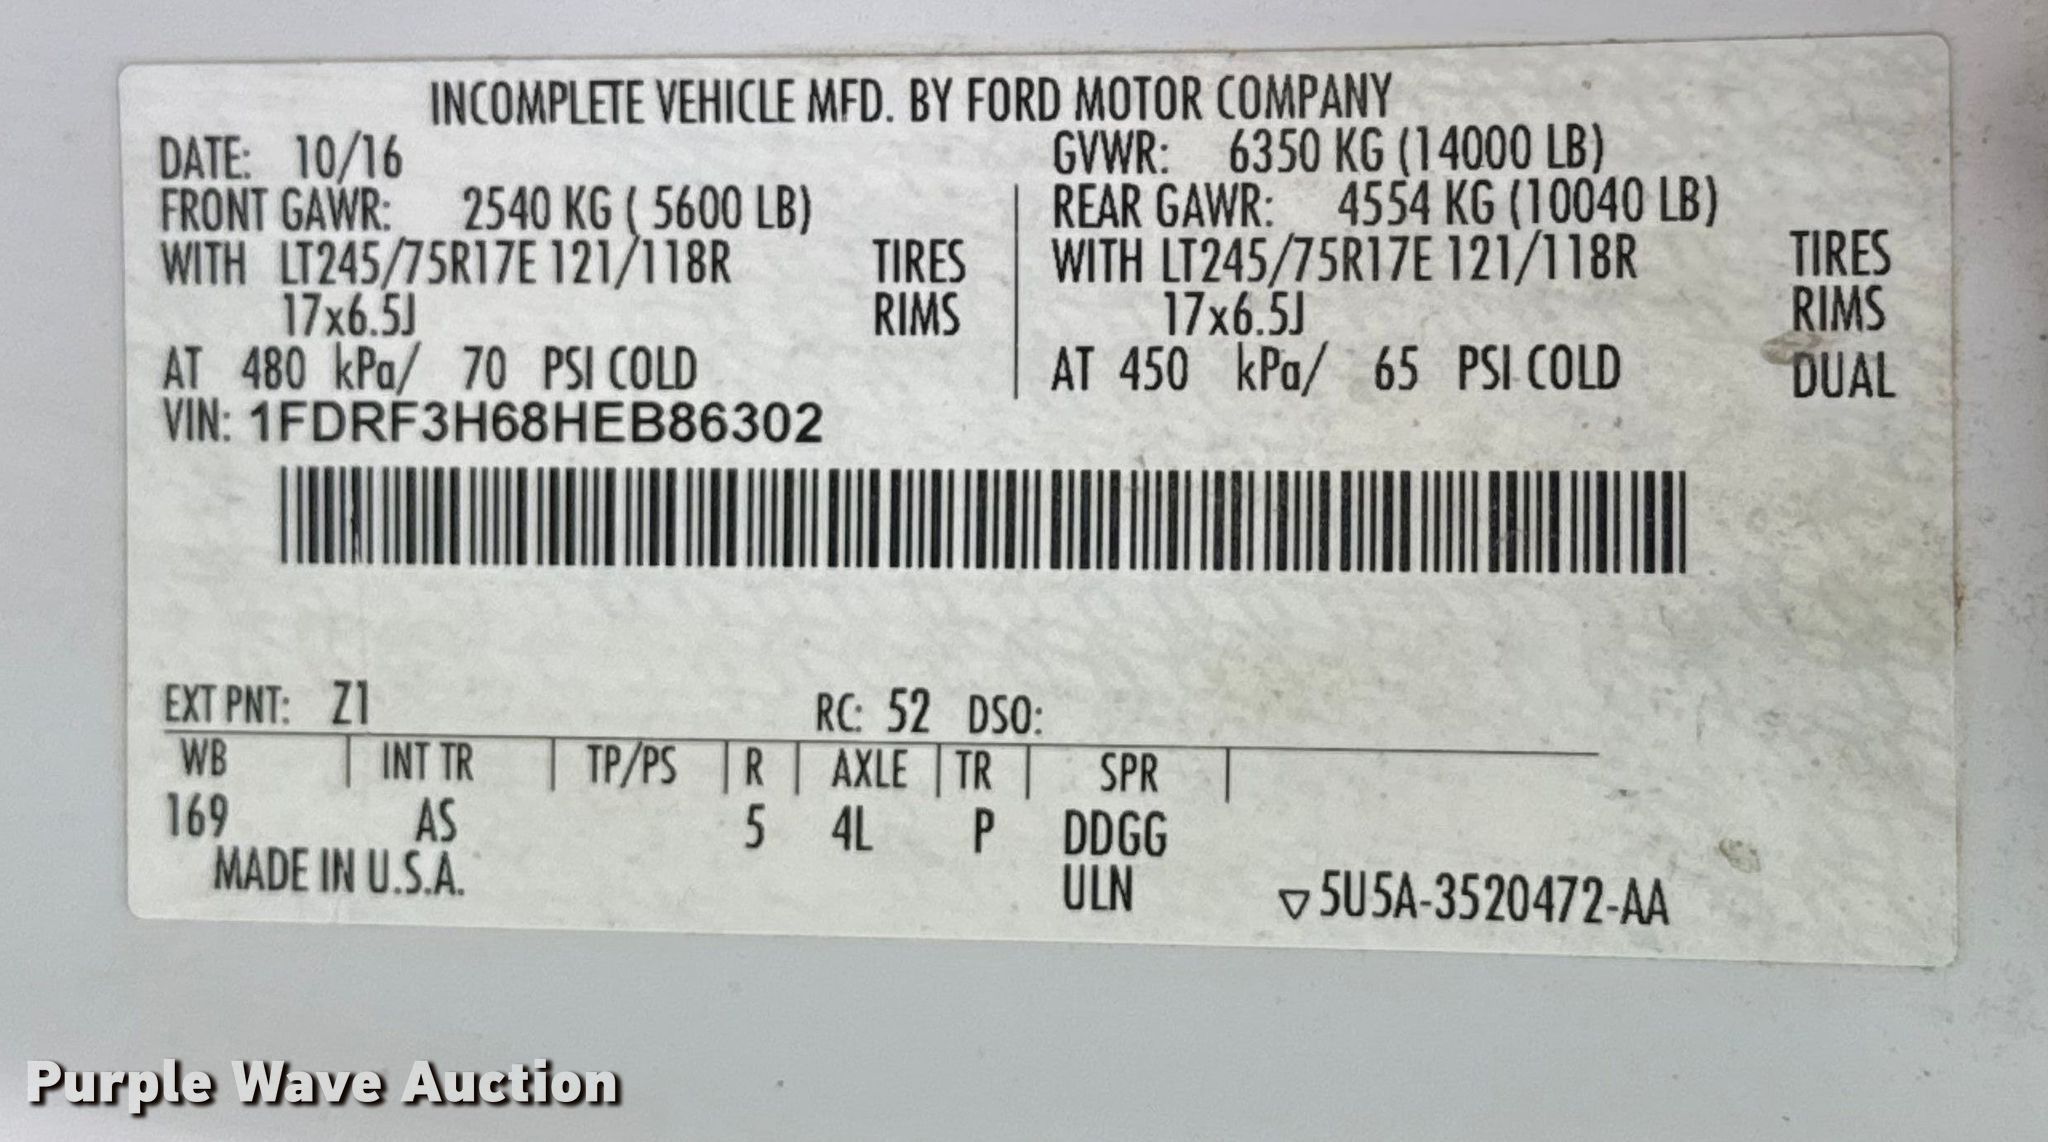 INCOMPLETE VEHICLE MFD. BY FORD MOTOR COMPANY
DATE: 10/16 GVWR: 6350 KG (14000 LB)
FRONT GAWR: 2540 KG ( 5600 LB) REAR GAWR: 4554 KG (10040 LB)
WITH LT245/75R17E 121/118R TIRES WITH LT245/75R17E 121/118R TIRES
17x6.5J RIMS 17x6.5J RIMS
AT 480 kPa/ 70 PSI COLD AT 450 kPa/ 65 PSI COLD DUAL
VIN: 1FDRF3H68HEB86302
EXT PNT: Z1 RC: 52 DSO:
WB | INT TR | TP/PS | R | AXLE | TR | SPR |
169 AS 5 4L P DDGG
MADE IN U.S.A. ULN ▽5U5A-3520472-AA
Purple Wave Auction